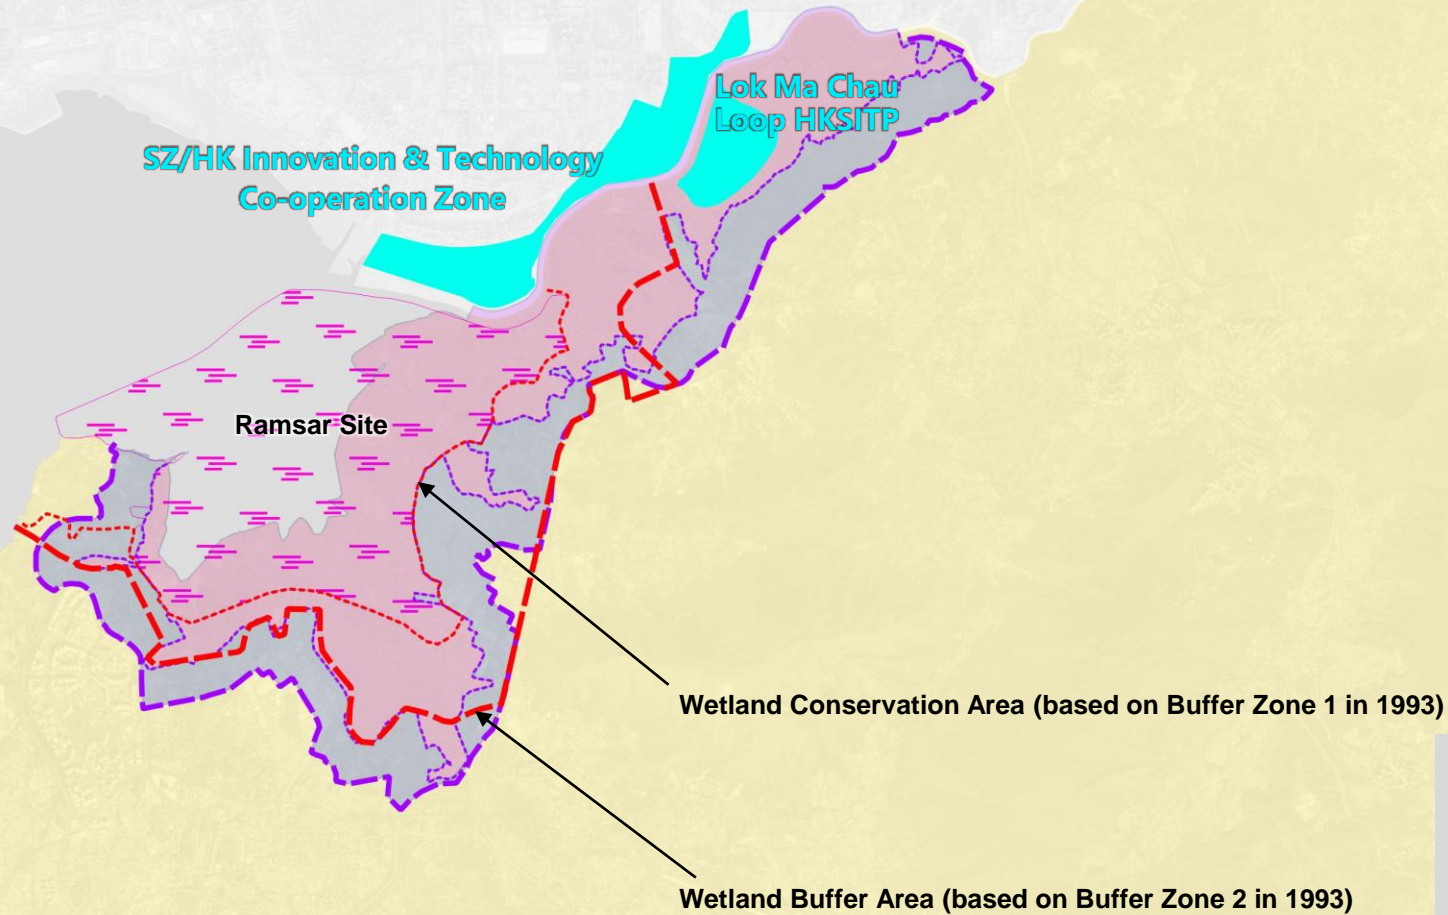 Lok Ma Chau
Loop HKSITP
SZ/HK Innovation & Technology
Co-operation Zone
Ramsar Site
Wetland Conservation Area (based on Buffer Zone 1 in 1993)
Wetland Buffer Area (based on Buffer Zone 2 in 1993)